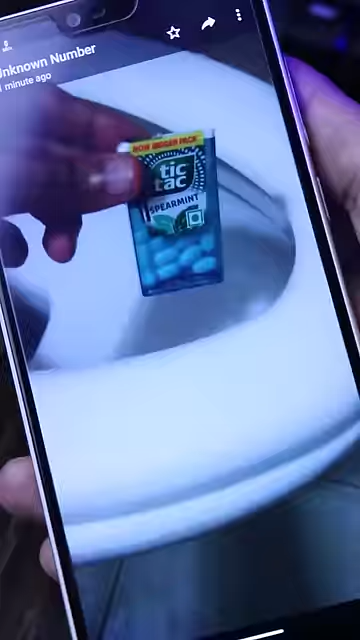 Unknown Number
1 minute ago
NOW BIGGER PACK
tic
tac
SPEARMINT